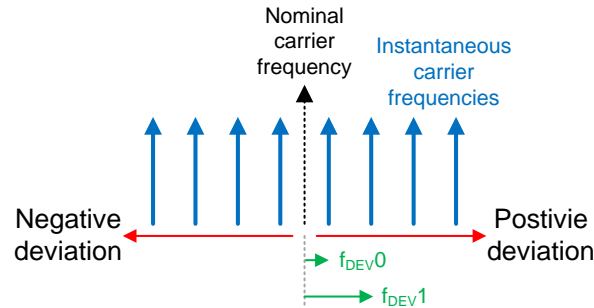 Nominal
carrier
frequency
Instantaneous
carrier
frequencies
Negative
deviation
Postivie
deviation
fDEV0
fDEV1